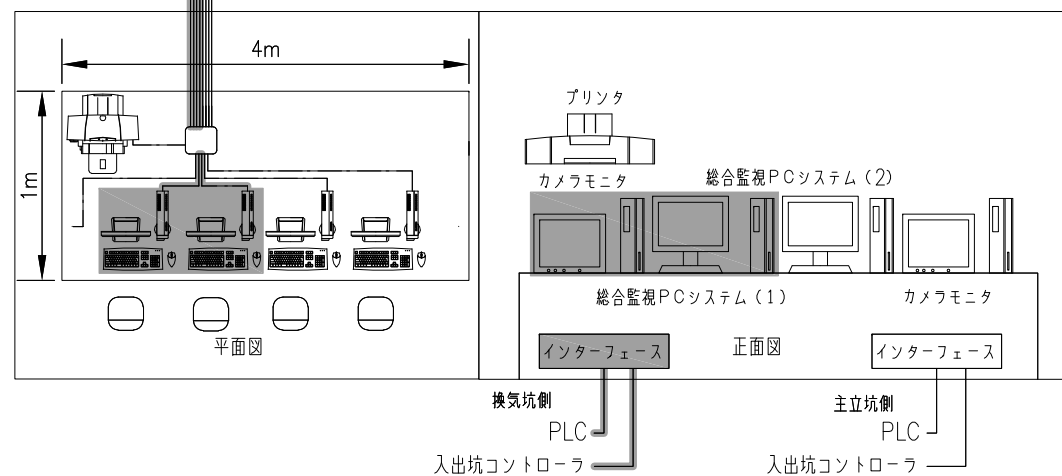 4m
1m
平面図
プリンタ
カメラモニタ
総合監視PCシステム(2)
総合監視PCシステム(1)
カメラモニタ
インターフェース
正面図
インターフェース
換気坑側
PLC
入出坑コントローラ
主立坑側
PLC
入出坑コントローラ